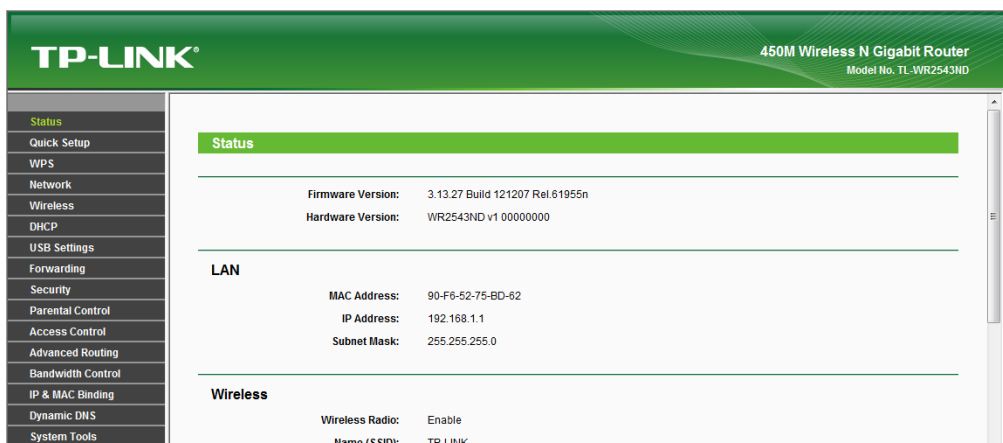 TP-LINK®
450M Wireless N Gigabit Router
Model No. TL-WR2543ND
Status
Quick Setup
WPS
Network
Wireless
DHCP
USB Settings
Forwarding
Security
Parental Control
Access Control
Advanced Routing
Bandwidth Control
IP & MAC Binding
Dynamic DNS
System Tools
Status
Firmware Version: 3.13.27 Build 121207 Rel.61955n
Hardware Version: WR2543ND v1 00000000
LAN
MAC Address: 90-F6-52-75-BD-62
IP Address: 192.168.1.1
Subnet Mask: 255.255.255.0
Wireless
Wireless Radio: Enable
Name (SSID): TP-LINK